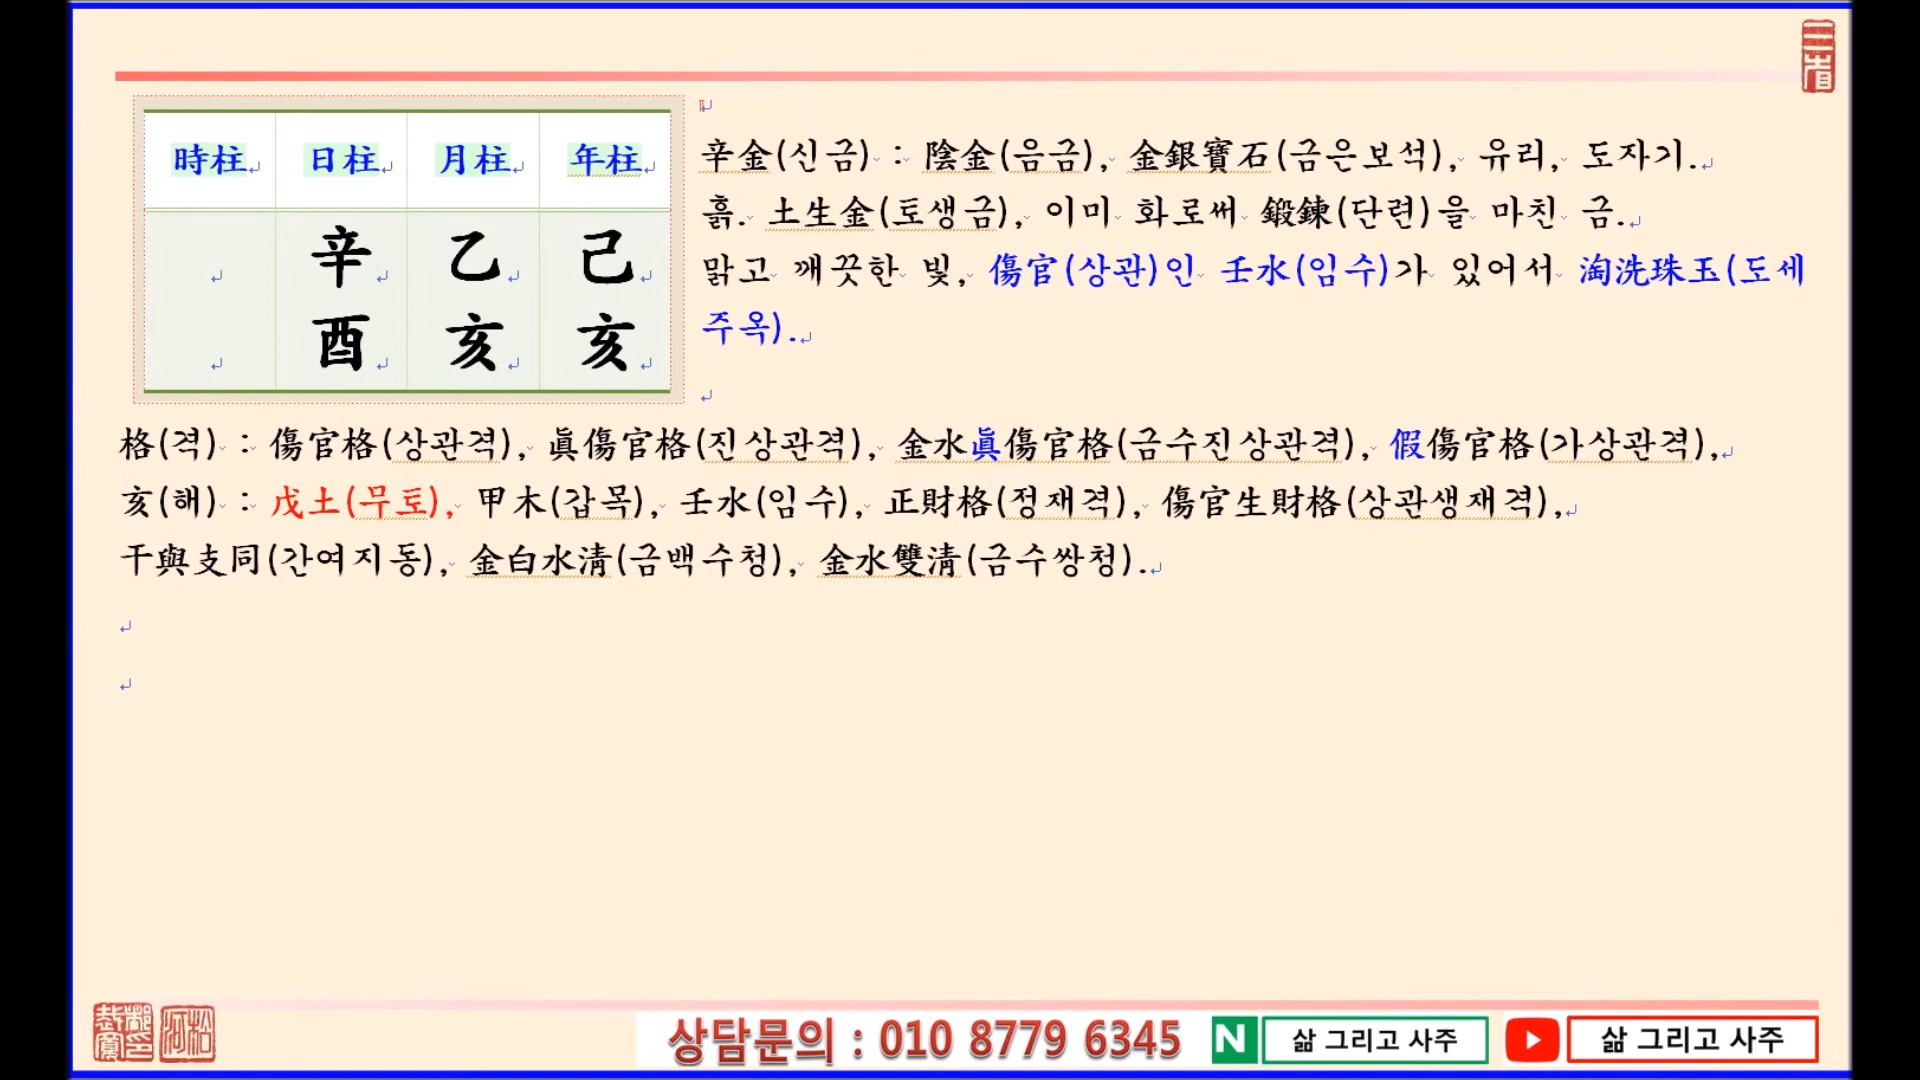 時柱 日柱 月柱 年柱
辛 乙 己
酉 亥 亥
辛金(신금) : 陰金(음금), 金銀寶石(금은보석), 유리, 도자기.
흙. 土生金(토생금), 이미 화로써 鍛鍊(단련)을 마친 금.
맑고 깨끗한 빛, 傷官(상관)인 壬水(임수)가 있어서 淘洗珠玉(도세
주옥).
格(격) : 傷官格(상관격), 眞傷官格(진상관격), 金水眞傷官格(금수진상관격), 假傷官格(가상관격),
亥(해) : 戊土(무토), 甲木(갑목), 壬水(임수), 正財格(정재격), 傷官生財格(상관생재격),
干與支同(간여지동), 金白水淸(금백수청), 金水雙淸(금수쌍청).
상담문의 : 010 8779 6345
N 삶 그리고 사주
삶 그리고 사주